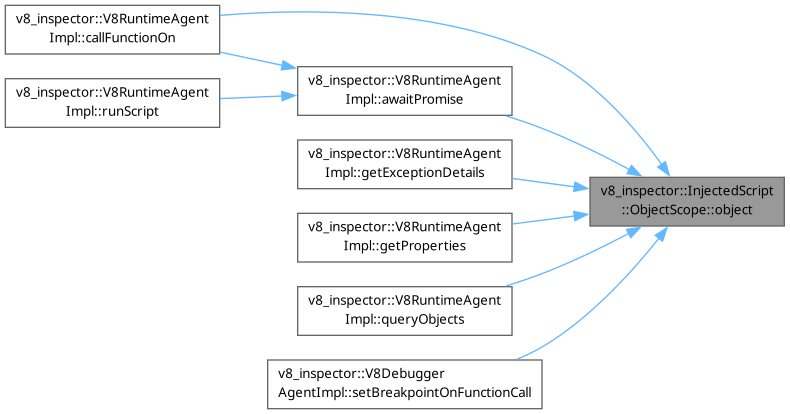 v8_inspector::V8RuntimeAgent
Impl::callFunctionOn
v8_inspector::V8RuntimeAgent
Impl::runScript
v8_inspector::V8RuntimeAgent
Impl::awaitPromise
v8_inspector::V8RuntimeAgent
Impl::getExceptionDetails
v8_inspector::V8RuntimeAgent
Impl::getProperties
v8_inspector::V8RuntimeAgent
Impl::queryObjects
v8_inspector::V8Debugger
AgentImpl::setBreakpointOnFunctionCall
v8_inspector::InjectedScript
::ObjectScope::object